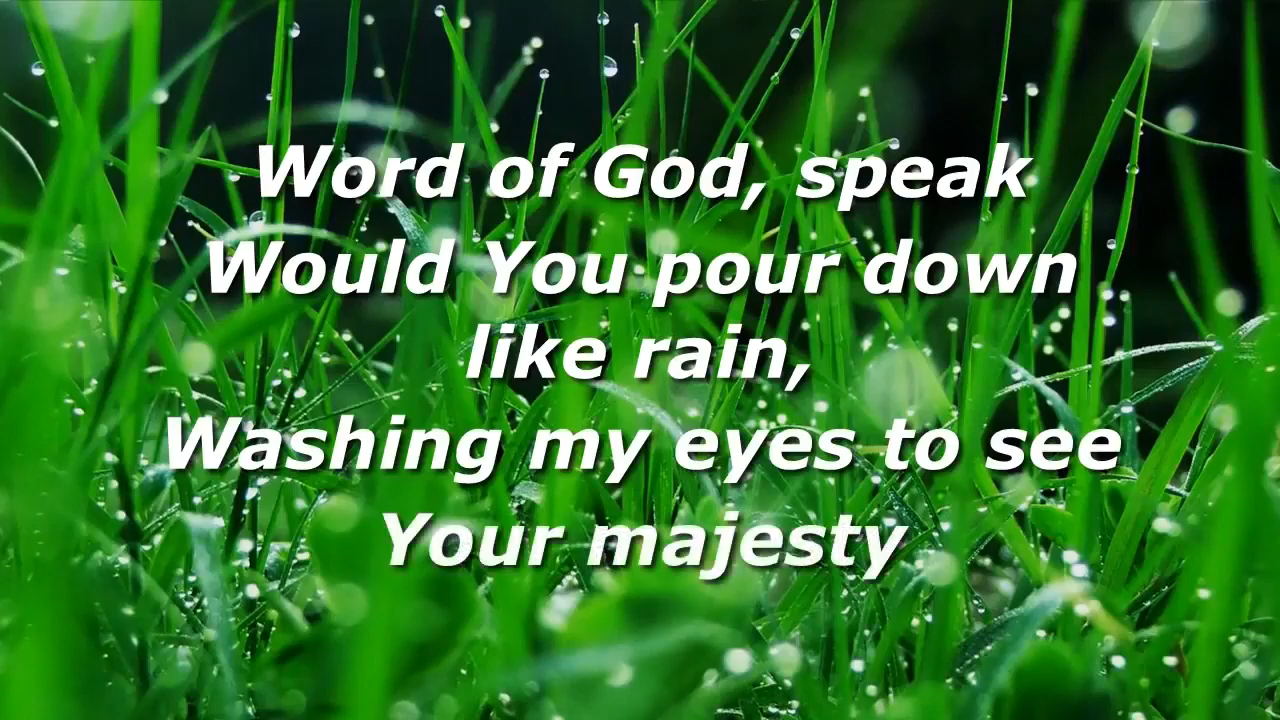 Word of God, speak
Would You pour down
like rain,
Washing my eyes to see
Your majesty